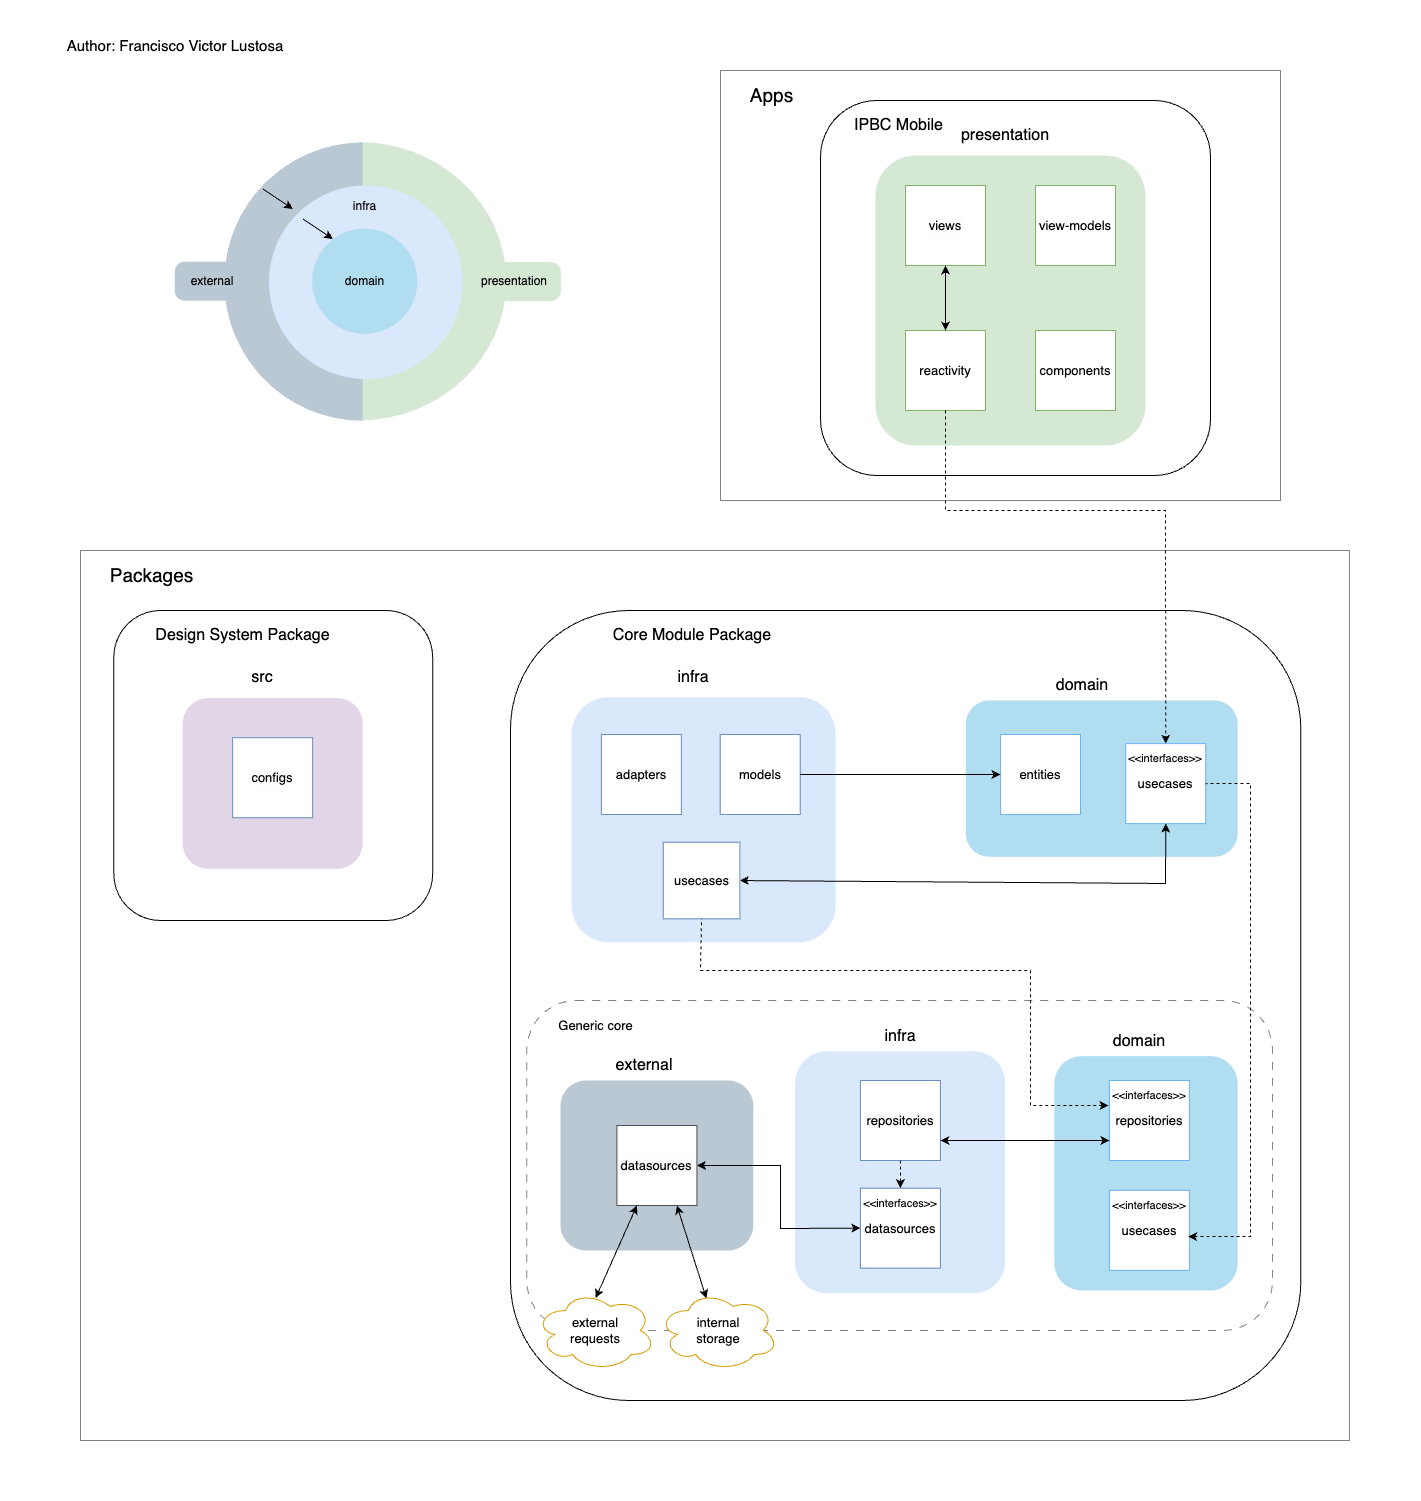 Author: Francisco Victor Lustosa
Apps
IPBC Mobile
presentation
views
view-models
reactivity
components
infra
domain
external
presentation
Packages
Design System Package
src
configs
Core Module Package
infra
adapters
models
usecases
domain
entities
<<interfaces>>
usecases
Generic core
external
datasources
infra
repositories
<<interfaces>>
datasources
domain
<<interfaces>>
repositories
<<interfaces>>
usecases
external
requests
internal
storage